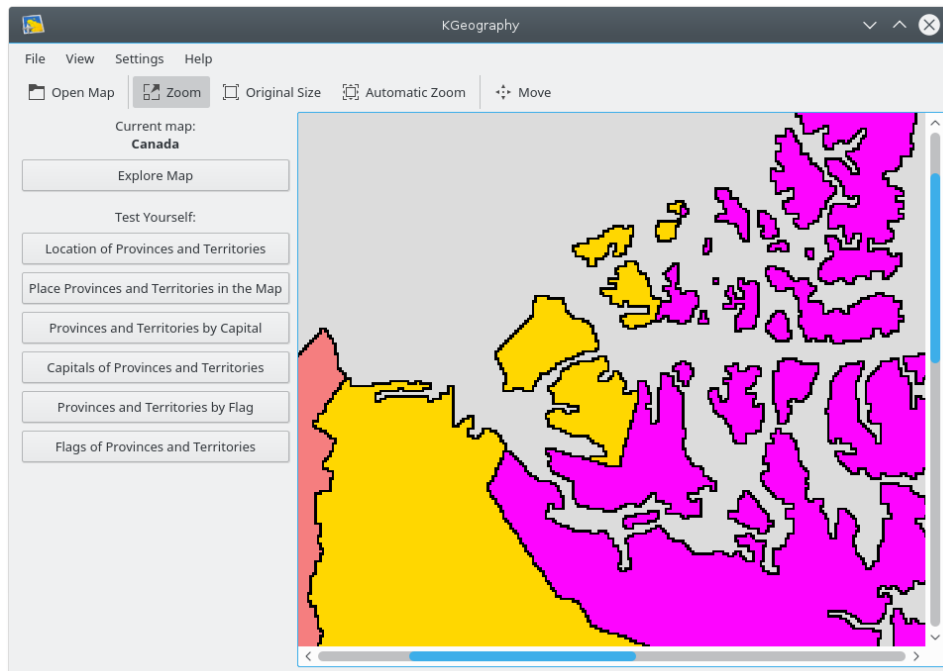 KGeography
File View Settings Help
Open Map Zoom Original Size Automatic Zoom Move
Current map:
Canada
Explore Map
Test Yourself:
Location of Provinces and Territories
Place Provinces and Territories in the Map
Provinces and Territories by Capital
Capitals of Provinces and Territories
Provinces and Territories by Flag
Flags of Provinces and Territories